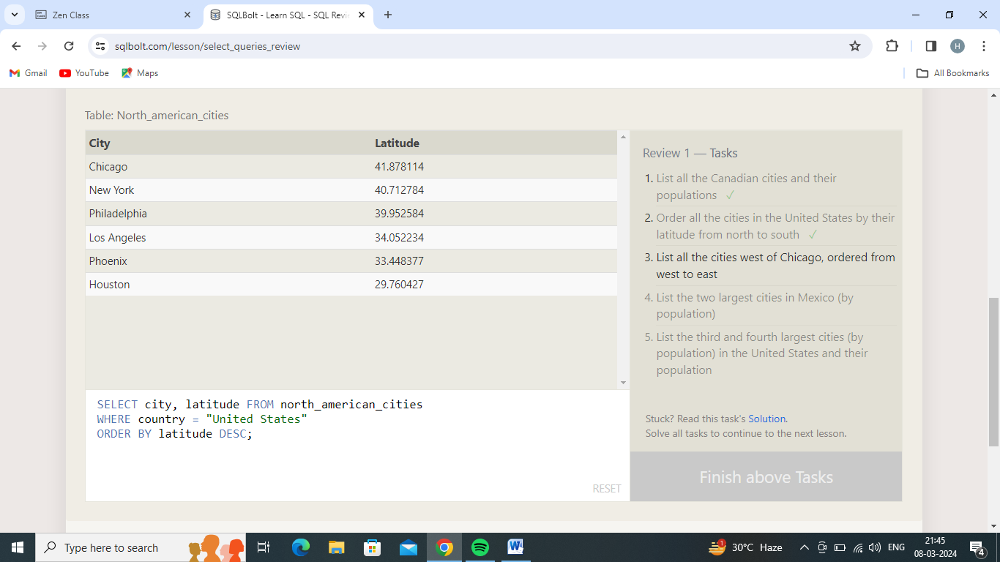 Zen Class
SQLBolt - Learn SQL - SQL Revie
sqlbolt.com/lesson/select_queries_review
H
Gmail
YouTube
Maps
All Bookmarks
Table: North_american_cities
City Latitude
Chicago 41.878114
New York 40.712784
Philadelphia 39.952584
Los Angeles 34.052234
Phoenix 33.448377
Houston 29.760427
SELECT city, latitude FROM north_american_cities
WHERE country = "United States"
ORDER BY latitude DESC;
RESET
Review 1 — Tasks
1. List all the Canadian cities and their
populations ✓
2. Order all the cities in the United States by their
latitude from north to south ✓
3. List all the cities west of Chicago, ordered from
west to east
4. List the two largest cities in Mexico (by
population)
5. List the third and fourth largest cities (by
population) in the United States and their
population
Stuck? Read this task's Solution.
Solve all tasks to continue to the next lesson.
Finish above Tasks
Type here to search
1
30°C Haze
ENG
21:45
08-03-2024
4